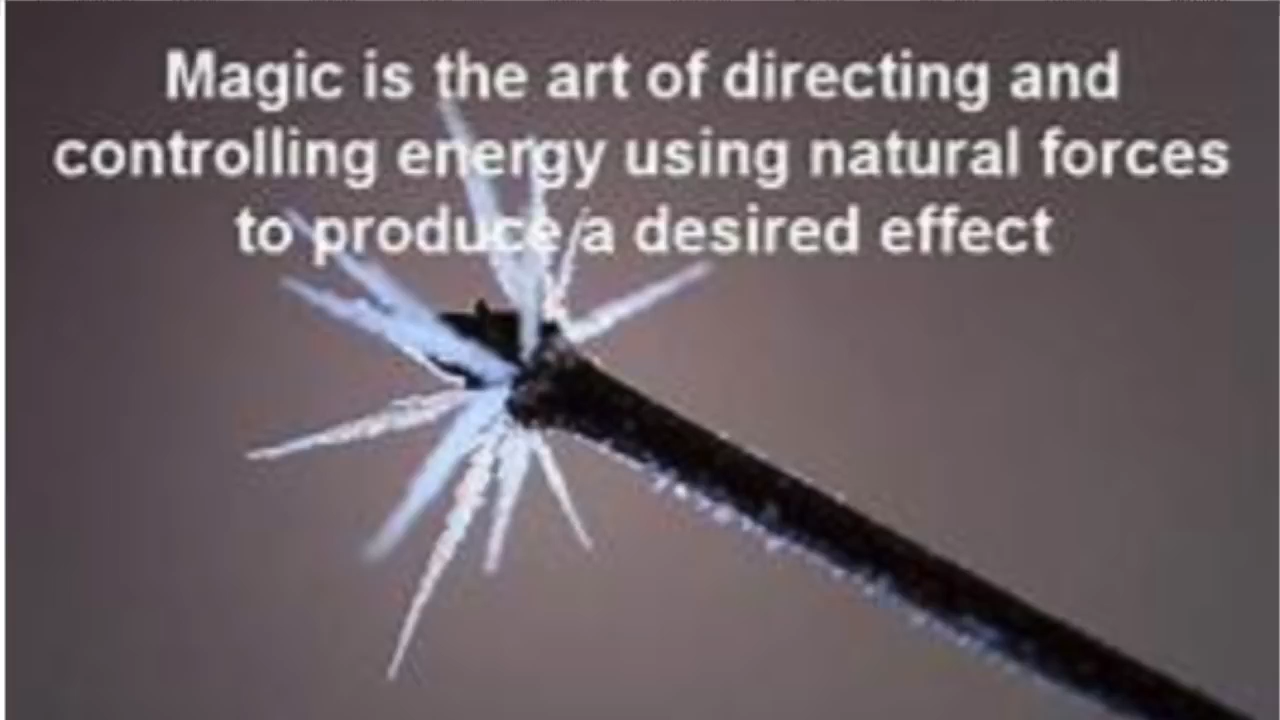 Magic is the art of directing and
controlling energy using natural forces
to produce a desired effect